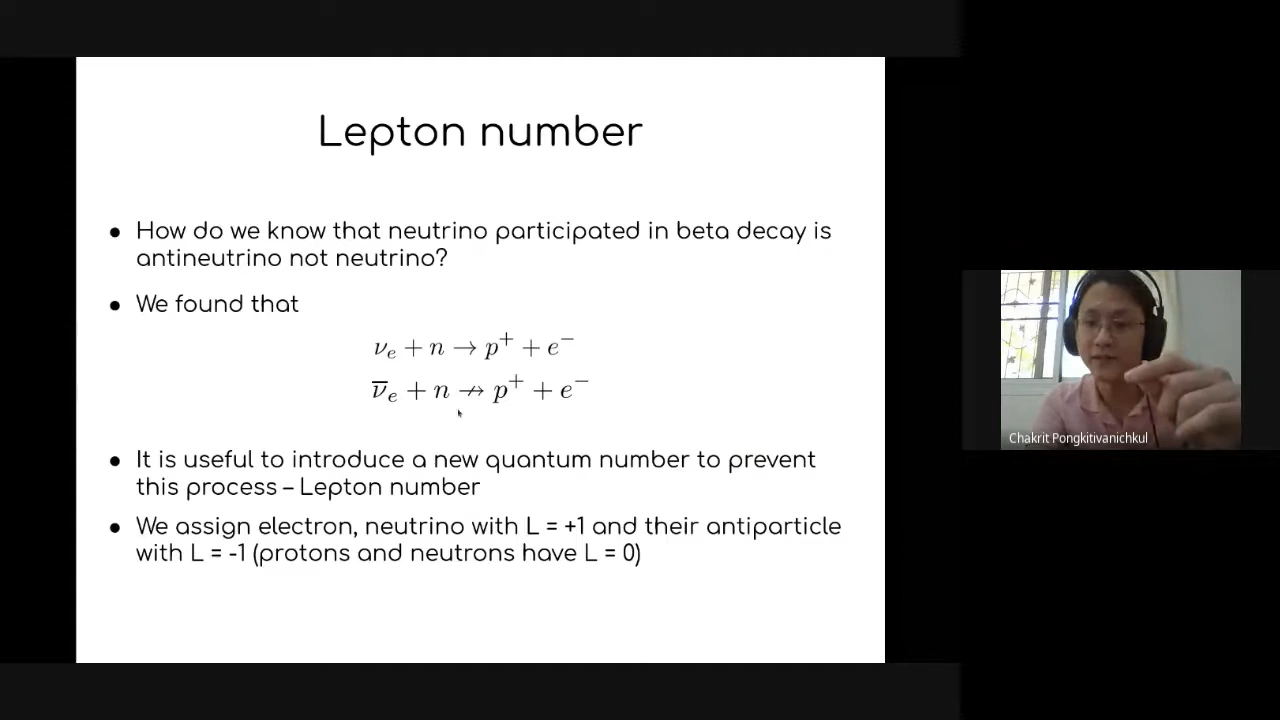 Lepton number
● How do we know that neutrino participated in beta decay is
antineutrino not neutrino?
● We found that
νₑ + n → p⁺ + e⁻
ν̅ₑ + n ↛ p⁺ + e⁻
● It is useful to introduce a new quantum number to prevent
this process – Lepton number
● We assign electron, neutrino with L = +1 and their antiparticle
with L = -1 (protons and neutrons have L = 0)
Chakrit Pongkitivanichkul